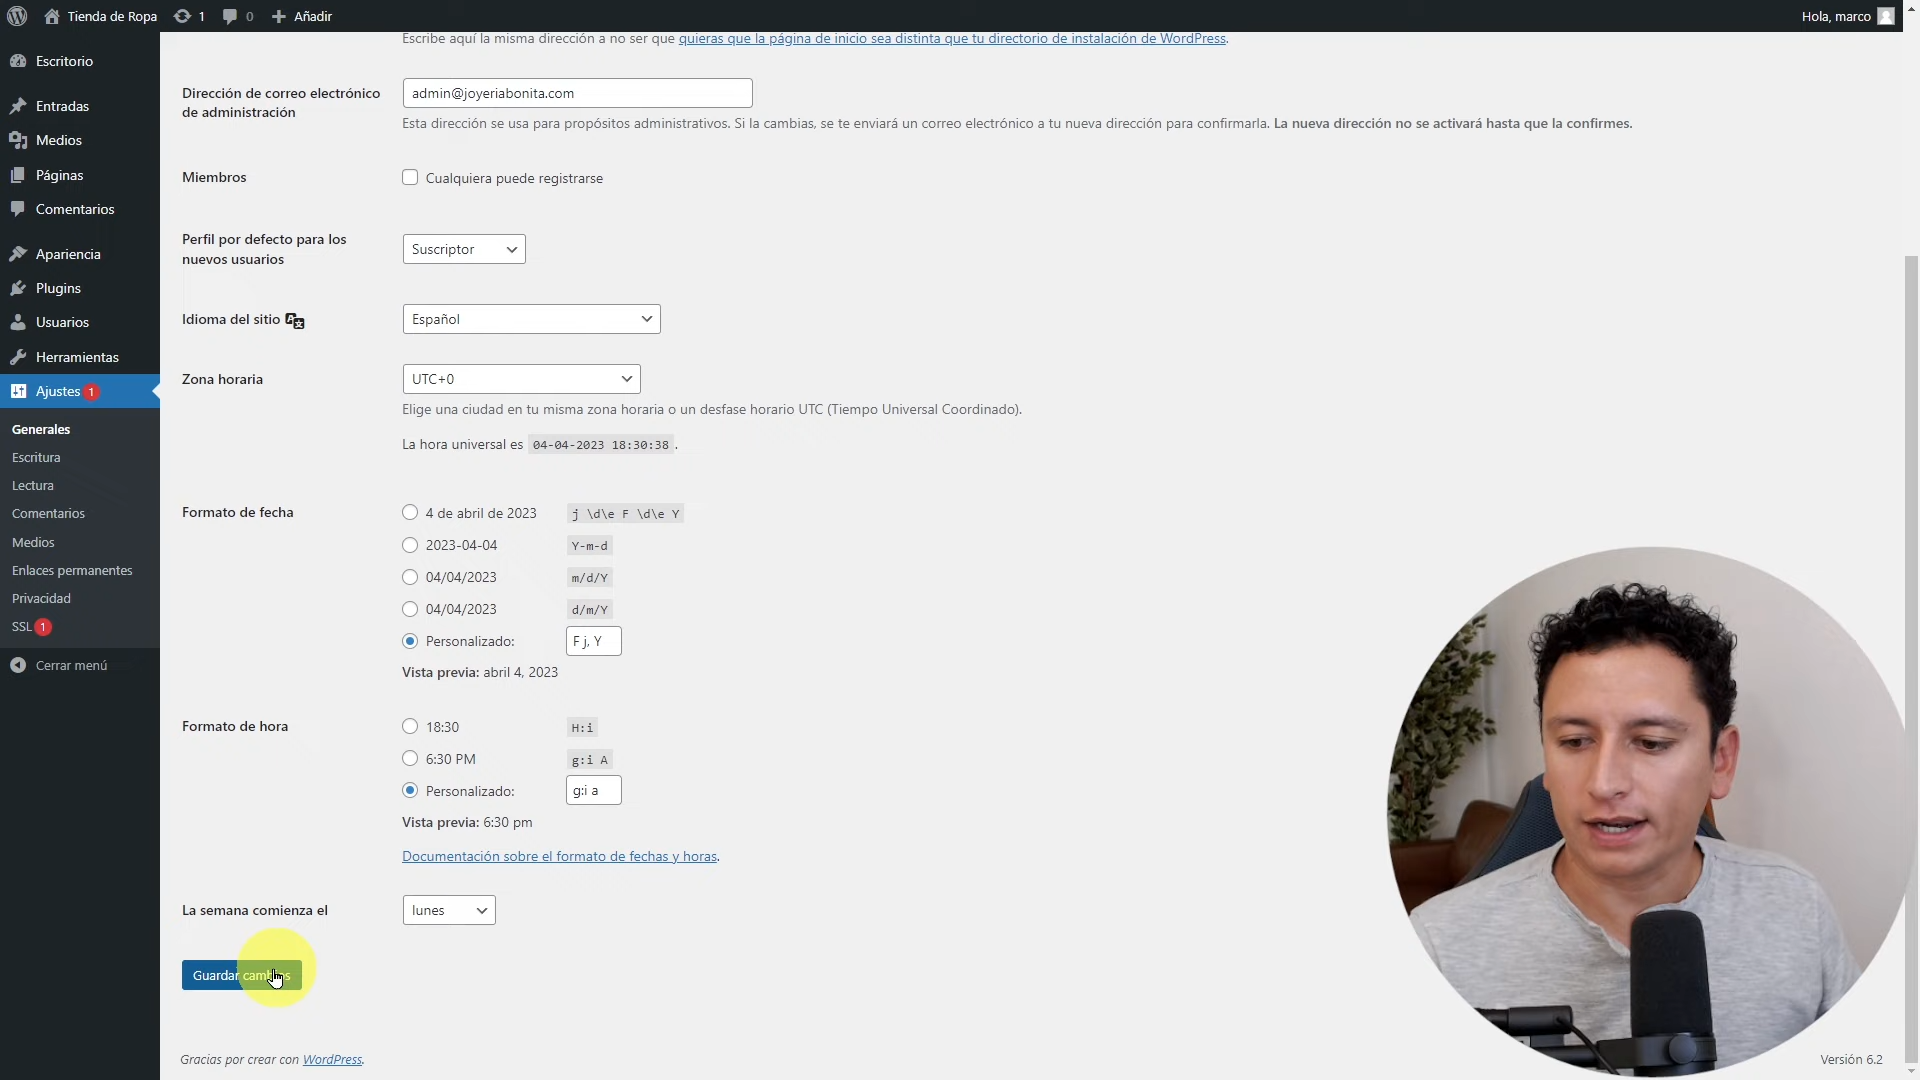 Tienda de Ropa 1 0 Añadir Hola, marco
Escribe aquí la misma dirección a no ser que quieras que la página de inicio sea distinta que tu directorio de instalación de WordPress.
Escritorio
Entradas
Medios
Páginas
Comentarios
Apariencia
Plugins
Usuarios
Herramientas
Ajustes 1
Generales
Escritura
Lectura
Comentarios
Medios
Enlaces permanentes
Privacidad
SSL 1
Cerrar menú
Dirección de correo electrónico
de administración
admin@joyeriabonita.com
Esta dirección se usa para propósitos administrativos. Si la cambias, se te enviará un correo electrónico a tu nueva dirección para confirmarla. La nueva dirección no se activará hasta que la confirmes.
Miembros
Cualquiera puede registrarse
Perfil por defecto para los
nuevos usuarios
Suscriptor
Idioma del sitio
Español
Zona horaria
UTC+0
Elige una ciudad en tu misma zona horaria o un desfase horario UTC (Tiempo Universal Coordinado).
La hora universal es 04-04-2023 18:30:38 .
Formato de fecha
4 de abril de 2023 j \d\e F \d\e Y
2023-04-04 Y-m-d
04/04/2023 m/d/Y
04/04/2023 d/m/Y
Personalizado: F j, Y
Vista previa: abril 4, 2023
Formato de hora
18:30 H:i
6:30 PM g:i A
Personalizado: g:i a
Vista previa: 6:30 pm
Documentación sobre el formato de fechas y horas.
La semana comienza el
lunes
Guardar cambios
Gracias por crear con WordPress.
Versión 6.2